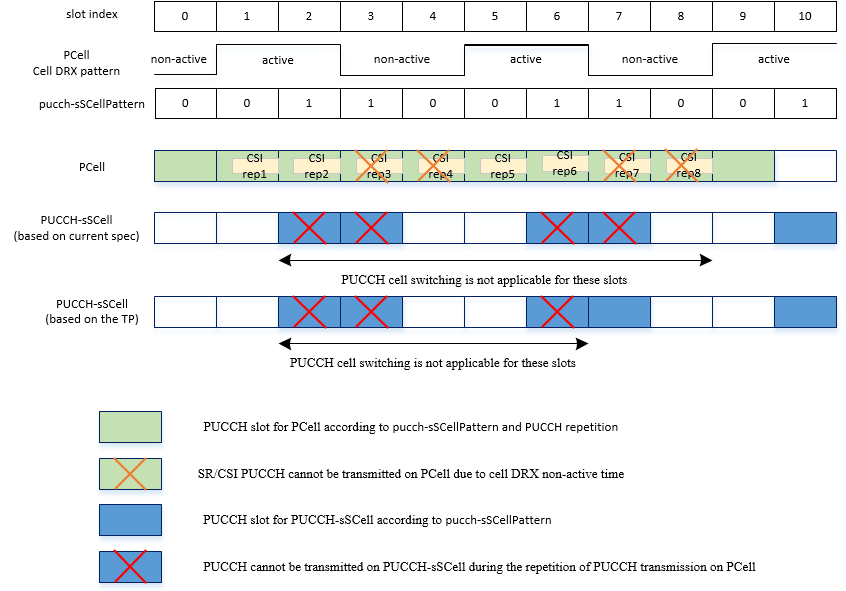 slot index 0 1 2 3 4 5 6 7 8 9 10
PCell
Cell DRX pattern
non-active active non-active active non-active active
pucch-sSCellPattern 0 0 1 1 0 0 1 1 0 0 1
PCell
CSI CSI CSI CSI CSI CSI CSI CSI
rep1 rep2 rep3 rep4 rep5 rep6 rep7 rep8
PUCCH-sSCell
(based on current spec)
PUCCH cell switching is not applicable for these slots
PUCCH-sSCell
(based on the TP)
PUCCH cell switching is not applicable for these slots
PUCCH slot for PCell according to pucch-sSCellPattern and PUCCH repetition
SR/CSI PUCCH cannot be transmitted on PCell due to cell DRX non-active time
PUCCH slot for PUCCH-sSCell according to pucch-sSCellPattern
PUCCH cannot be transmitted on PUCCH-sSCell during the repetition of PUCCH transmission on PCell